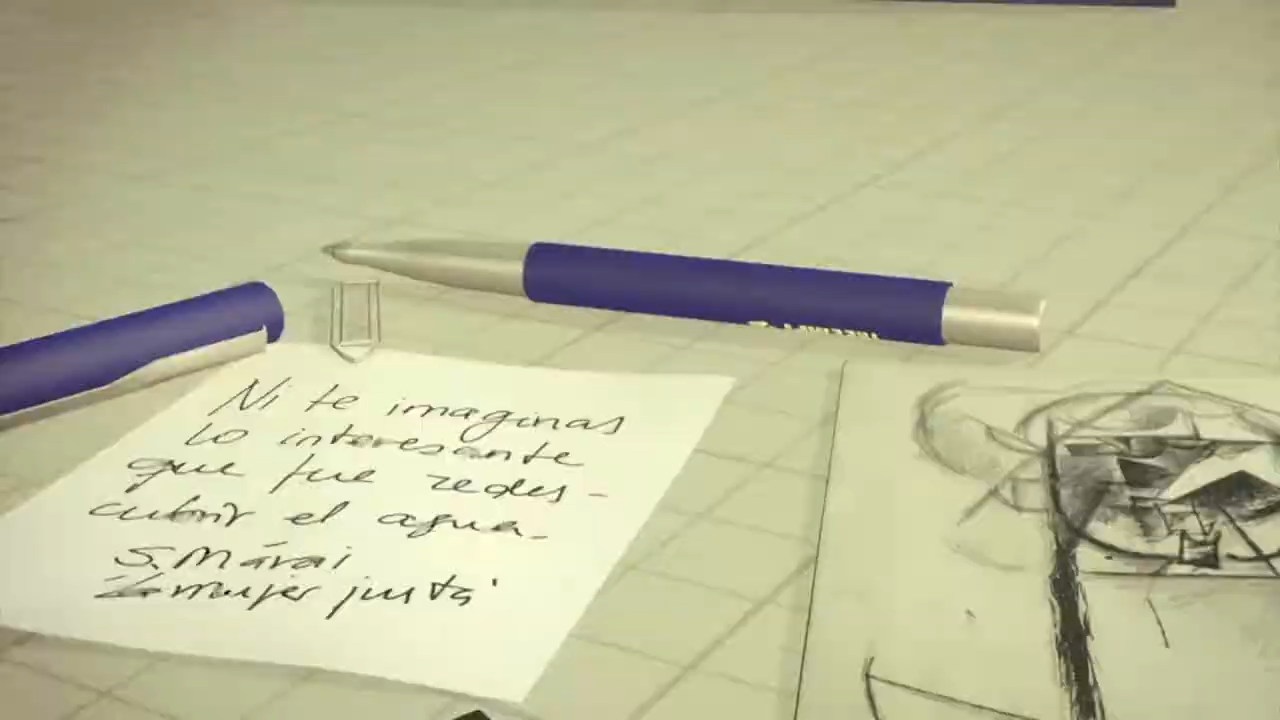 Ni te imaginas
lo interesante
que fue redes-
cubrir el agua.
S. Márai
"La mujer justa"